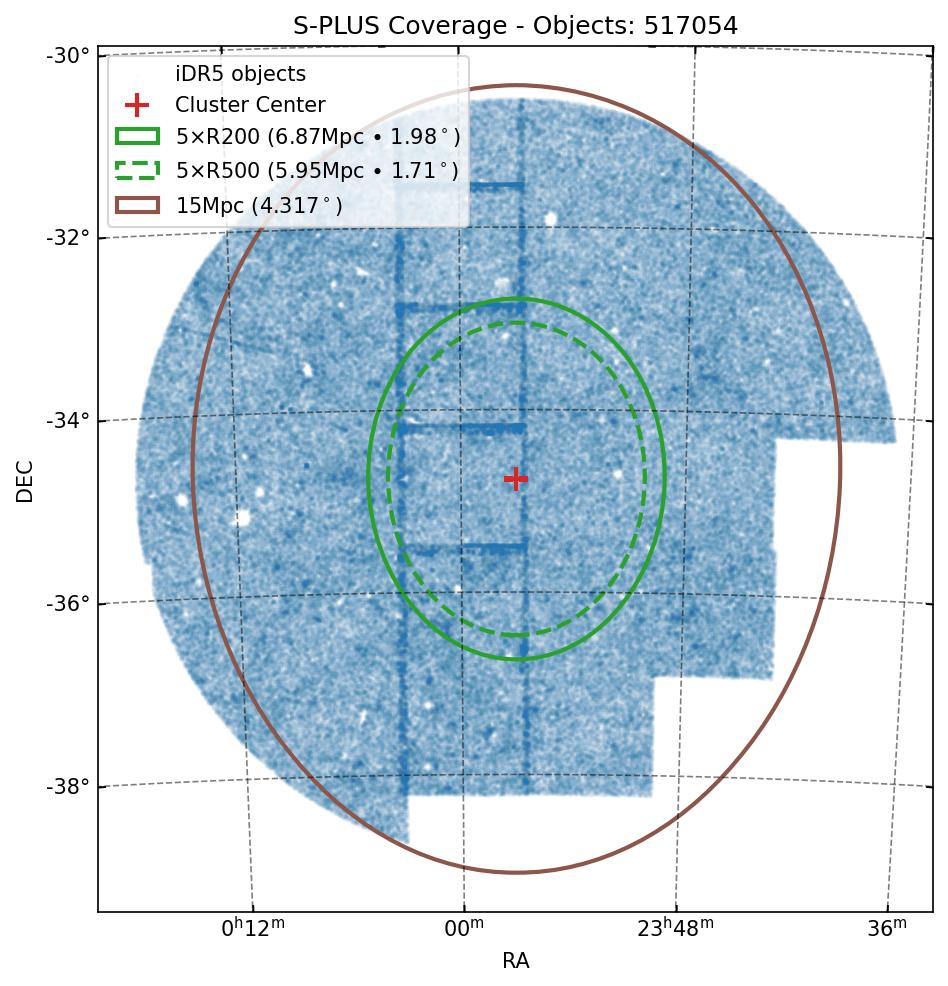 S-PLUS Coverage - Objects: 517054
iDR5 objects
Cluster Center
5×R200 (6.87Mpc • 1.98°)
5×R500 (5.95Mpc • 1.71°)
15Mpc (4.317°)
-30°
-32°
-34°
-36°
-38°
DEC
0h12m
00m
23h48m
36m
RA